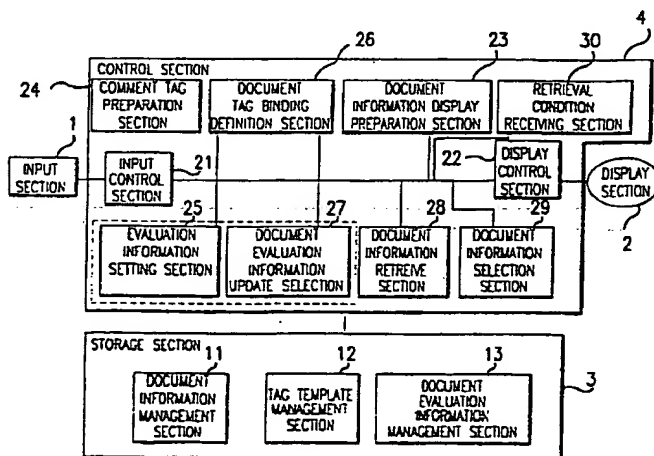 26
23
30
4
CONTROL SECTION
24
COMMENT TAG
PREPARATION
SECTION
DOCUMENT
TAG BINDING
DEFINITION SECTION
DOCUMENT
INFORMATION DISPLAY
PREPARATION SECTION
RETRIEVAL
CONDITION
RECEIVING SECTION
1
INPUT
SECTION
INPUT
CONTROL
SECTION
21
22
DISPLAY
CONTROL
SECTION
DISPLAY
SECTION
2
25
EVALUATION
INFORMATION
SETTING SECTION
27
DOCUMENT
EVALUATION
INFORMATION
UPDATE SELECTION
28
DOCUMENT
INFORMATION
RETREIVE
SECTION
29
DOCUMENT
INFORMATION
SELECTION
SECTION
STORAGE SECTION
11
DOCUMENT
INFORMATION
MANAGEMENT
SECTION
12
TAG TEMPLATE
MANAGEMENT
SECTION
13
DOCUMENT
EVALUATION
INFORMATION
MANAGEMENT SECTION
3